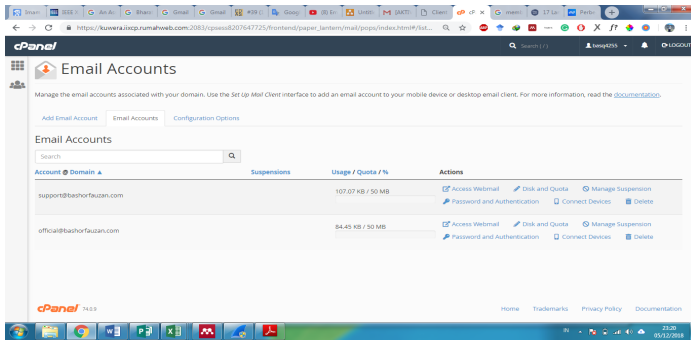 https://kuwera.iixcp.rumahweb.com:2083/cpsess8207647725/frontend/paper_lantern/mail/pops/index.html#/list...
cPanel
Search ( / )
basq4255
LOGOUT
Email Accounts
Manage the email accounts associated with your domain. Use the Set Up Mail Client interface to add an email account to your mobile device or desktop email client. For more information, read the documentation.
Add Email Account Email Accounts Configuration Options
Email Accounts
Search
Account @ Domain Suspensions Usage / Quota / % Actions
support@bashorfauzan.com 107.07 KB / 50 MB Access Webmail Disk and Quota Manage Suspension
Password and Authentication Connect Devices Delete
official@bashorfauzan.com 84.45 KB / 50 MB Access Webmail Disk and Quota Manage Suspension
Password and Authentication Connect Devices Delete
cPanel 74.0.9 Home Trademarks Privacy Policy Documentation
IN 23:20
05/12/2018